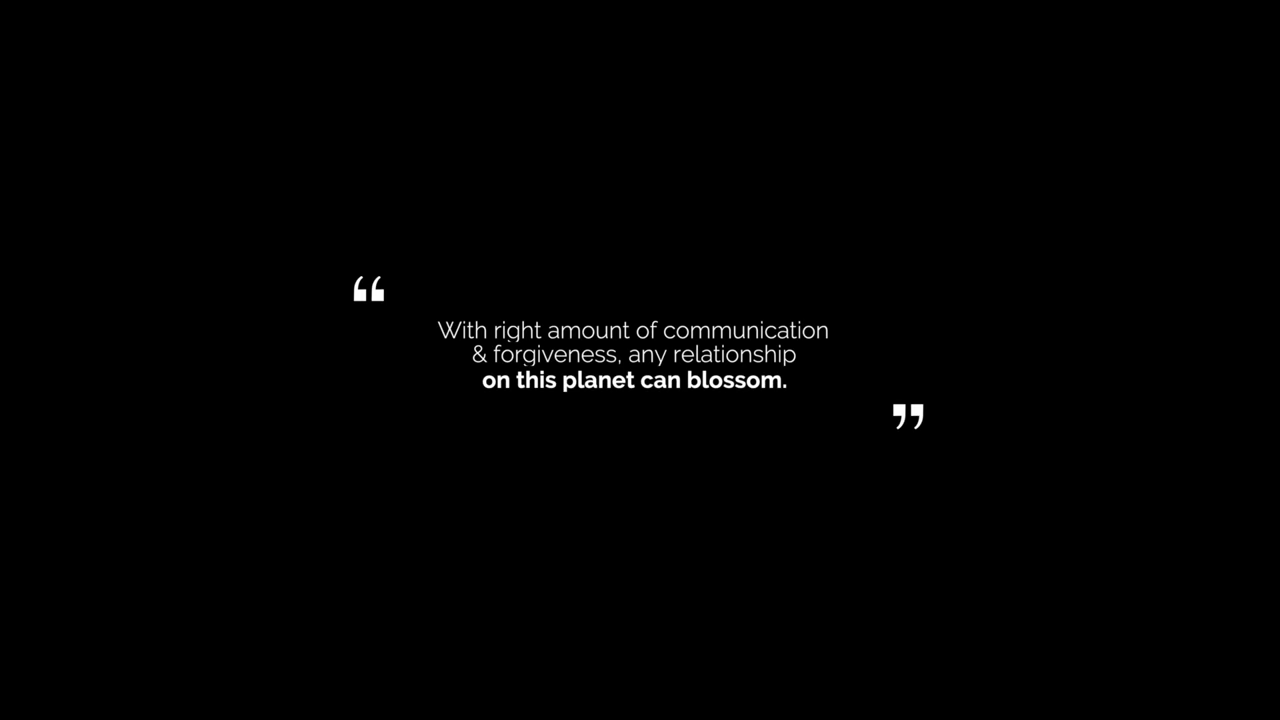 “
With right amount of communication
& forgiveness, any relationship
on this planet can blossom.
”